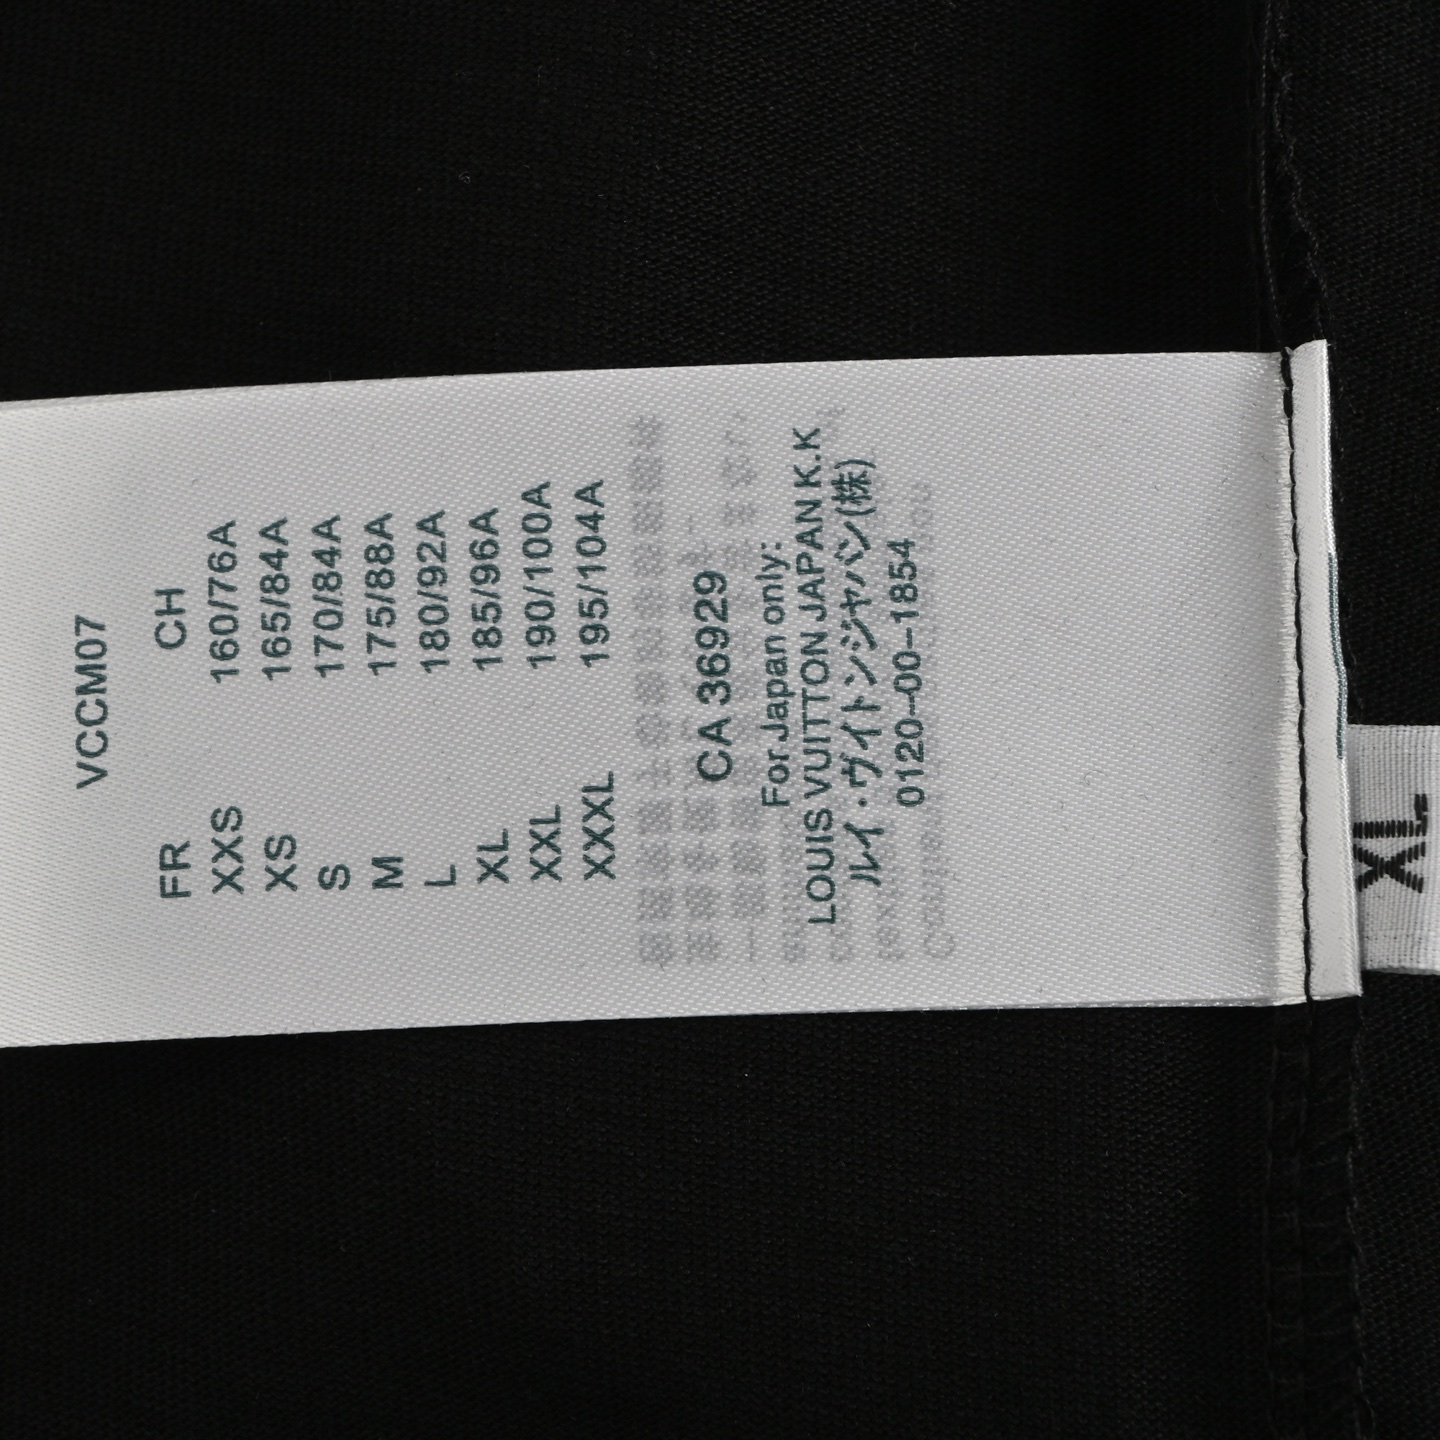 VCCM07
FR CH
XXS 160/76A
XS 165/84A
S 170/84A
M 175/88A
L 180/92A
XL 185/96A
XXL 190/100A
XXXL 195/104A
CA 36929
For Japan only:
LOUIS VUITTON JAPAN K.K
ルイ・ヴィトンジャパン(株)
0120-00-1854
XL